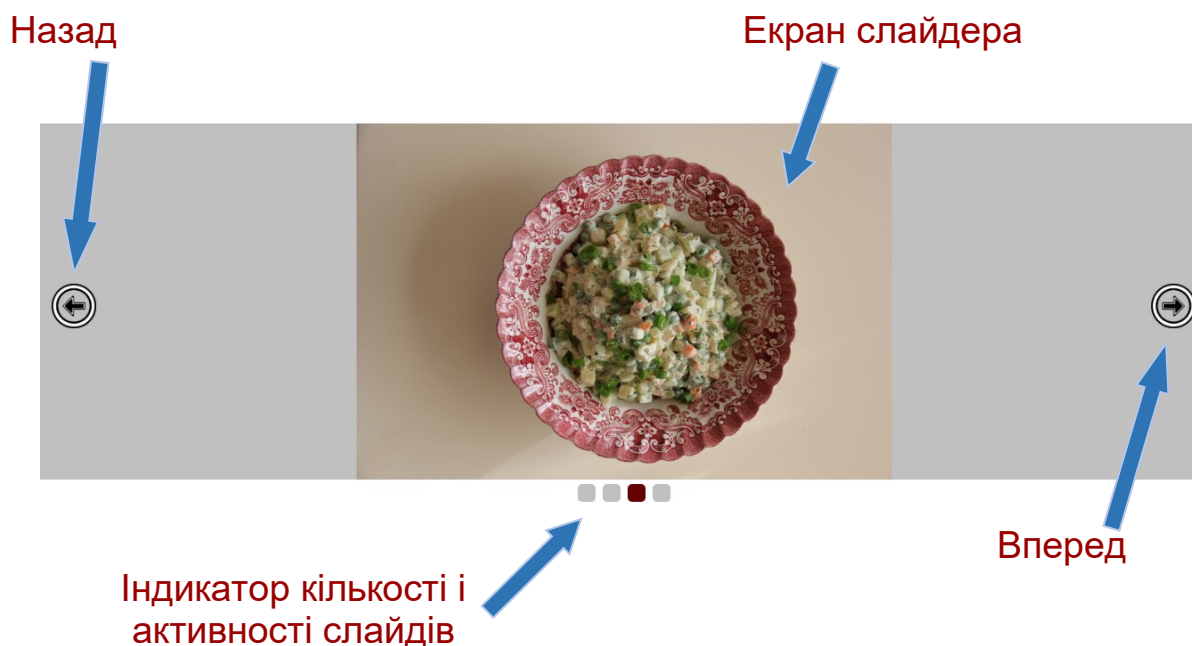 Назад
Екран слайдера
Вперед
Індикатор кількості і
активності слайдів